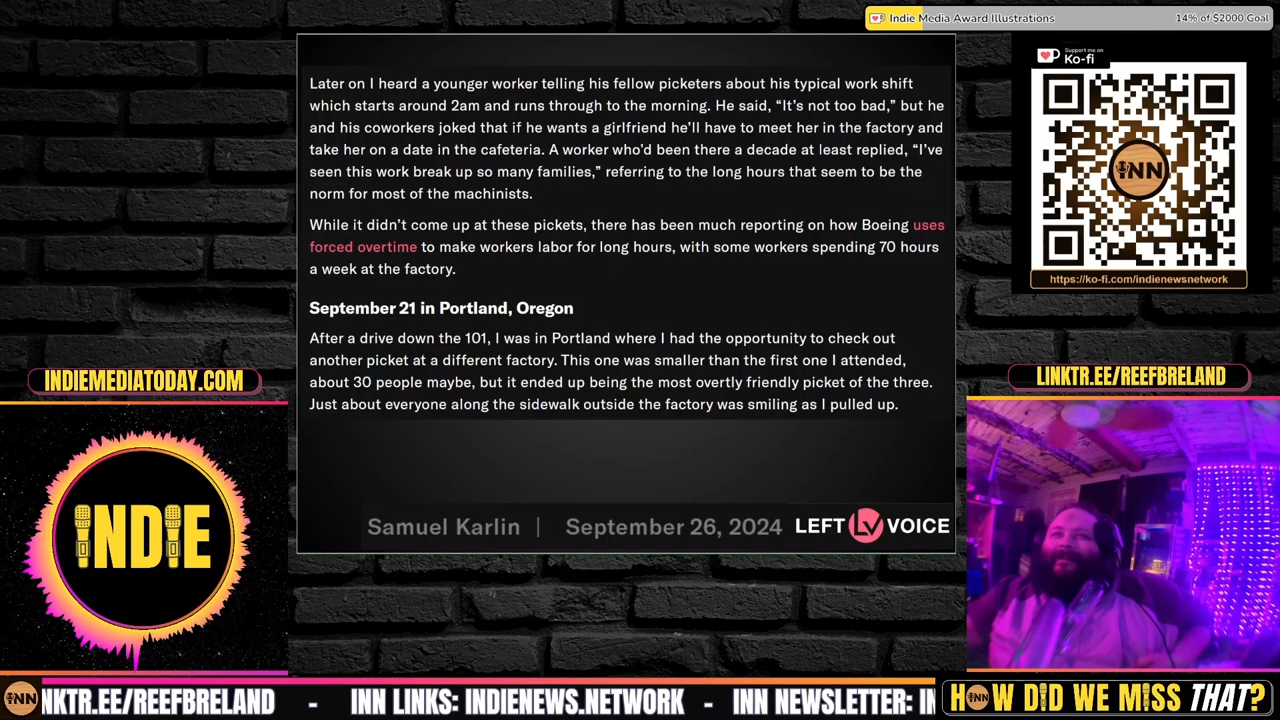 Indie Media Award Illustrations
14% of $2000 Goal
Support me on
Ko-fi
INN
https://ko-fi.com/indienewsnetwork
Later on I heard a younger worker telling his fellow picketers about his typical work shift
which starts around 2am and runs through to the morning. He said, “It’s not too bad,” but he
and his coworkers joked that if he wants a girlfriend he’ll have to meet her in the factory and
take her on a date in the cafeteria. A worker who’d been there a decade at least replied, “I’ve
seen this work break up so many families,” referring to the long hours that seem to be the
norm for most of the machinists.
While it didn’t come up at these pickets, there has been much reporting on how Boeing uses
forced overtime to make workers labor for long hours, with some workers spending 70 hours
a week at the factory.
September 21 in Portland, Oregon
After a drive down the 101, I was in Portland where I had the opportunity to check out
another picket at a different factory. This one was smaller than the first one I attended,
about 30 people maybe, but it ended up being the most overtly friendly picket of the three.
Just about everyone along the sidewalk outside the factory was smiling as I pulled up.
Samuel Karlin | September 26, 2024 LEFT LV VOICE
INDIEMEDIATODAY.COM
INDIE
LINKTR.EE/REEFBRELAND
INN NKTR.EE/REEFBRELAND - INN LINKS: INDIENEWS.NETWORK - INN NEWSLETTER: IN
HOW DID WE MISS THAT?